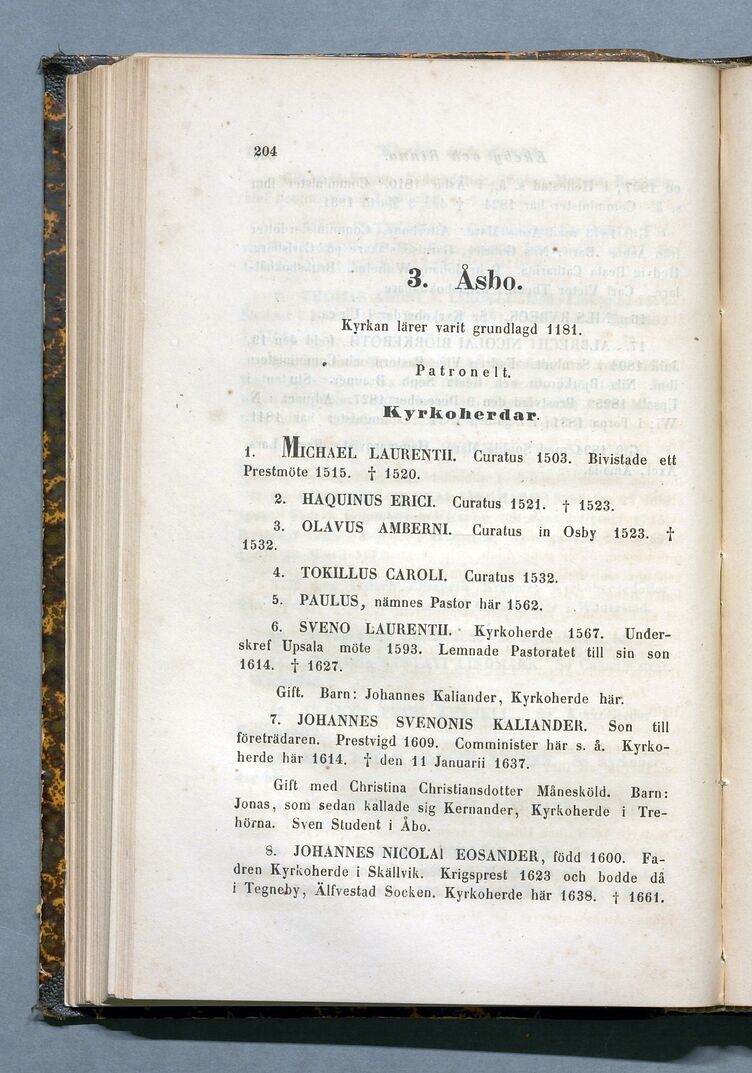 204
3. Åsbo.
Kyrkan lärer varit grundlagd 1181.
Patronelt.
Kyrkoherdar.
1. MICHAEL LAURENTII. Curatus 1503. Bivistade ett
Prestmöte 1515. † 1520.
2. HAQUINUS ERICI. Curatus 1521. † 1523.
3. OLAVUS AMBERNI. Curatus in Osby 1523. †
1532.
4. TOKILLUS CAROLI. Curatus 1532.
5. PAULUS, nämnes Pastor här 1562.
6. SVENO LAURENTII. Kyrkoherde 1567. Under-
skref Upsala möte 1593. Lemnade Pastoratet till sin son
1614. † 1627.
Gift. Barn: Johannes Kaliander, Kyrkoherde här.
7. JOHANNES SVENONIS KALIANDER. Son till
företrädaren. Prestvigd 1609. Comminister här s. å. Kyrko-
herde här 1614. † den 11 Januarii 1637.
Gift med Christina Christiansdotter Månesköld. Barn:
Jonas, som sedan kallade sig Kernander, Kyrkoherde i Tre-
hörna. Sven Student i Åbo.
8. JOHANNES NICOLAI EOSANDER, född 1600. Fa-
dren Kyrkoherde i Skällvik. Krigsprest 1623 och bodde då
i Tegneby, Älfvestad Socken. Kyrkoherde här 1638. † 1661.